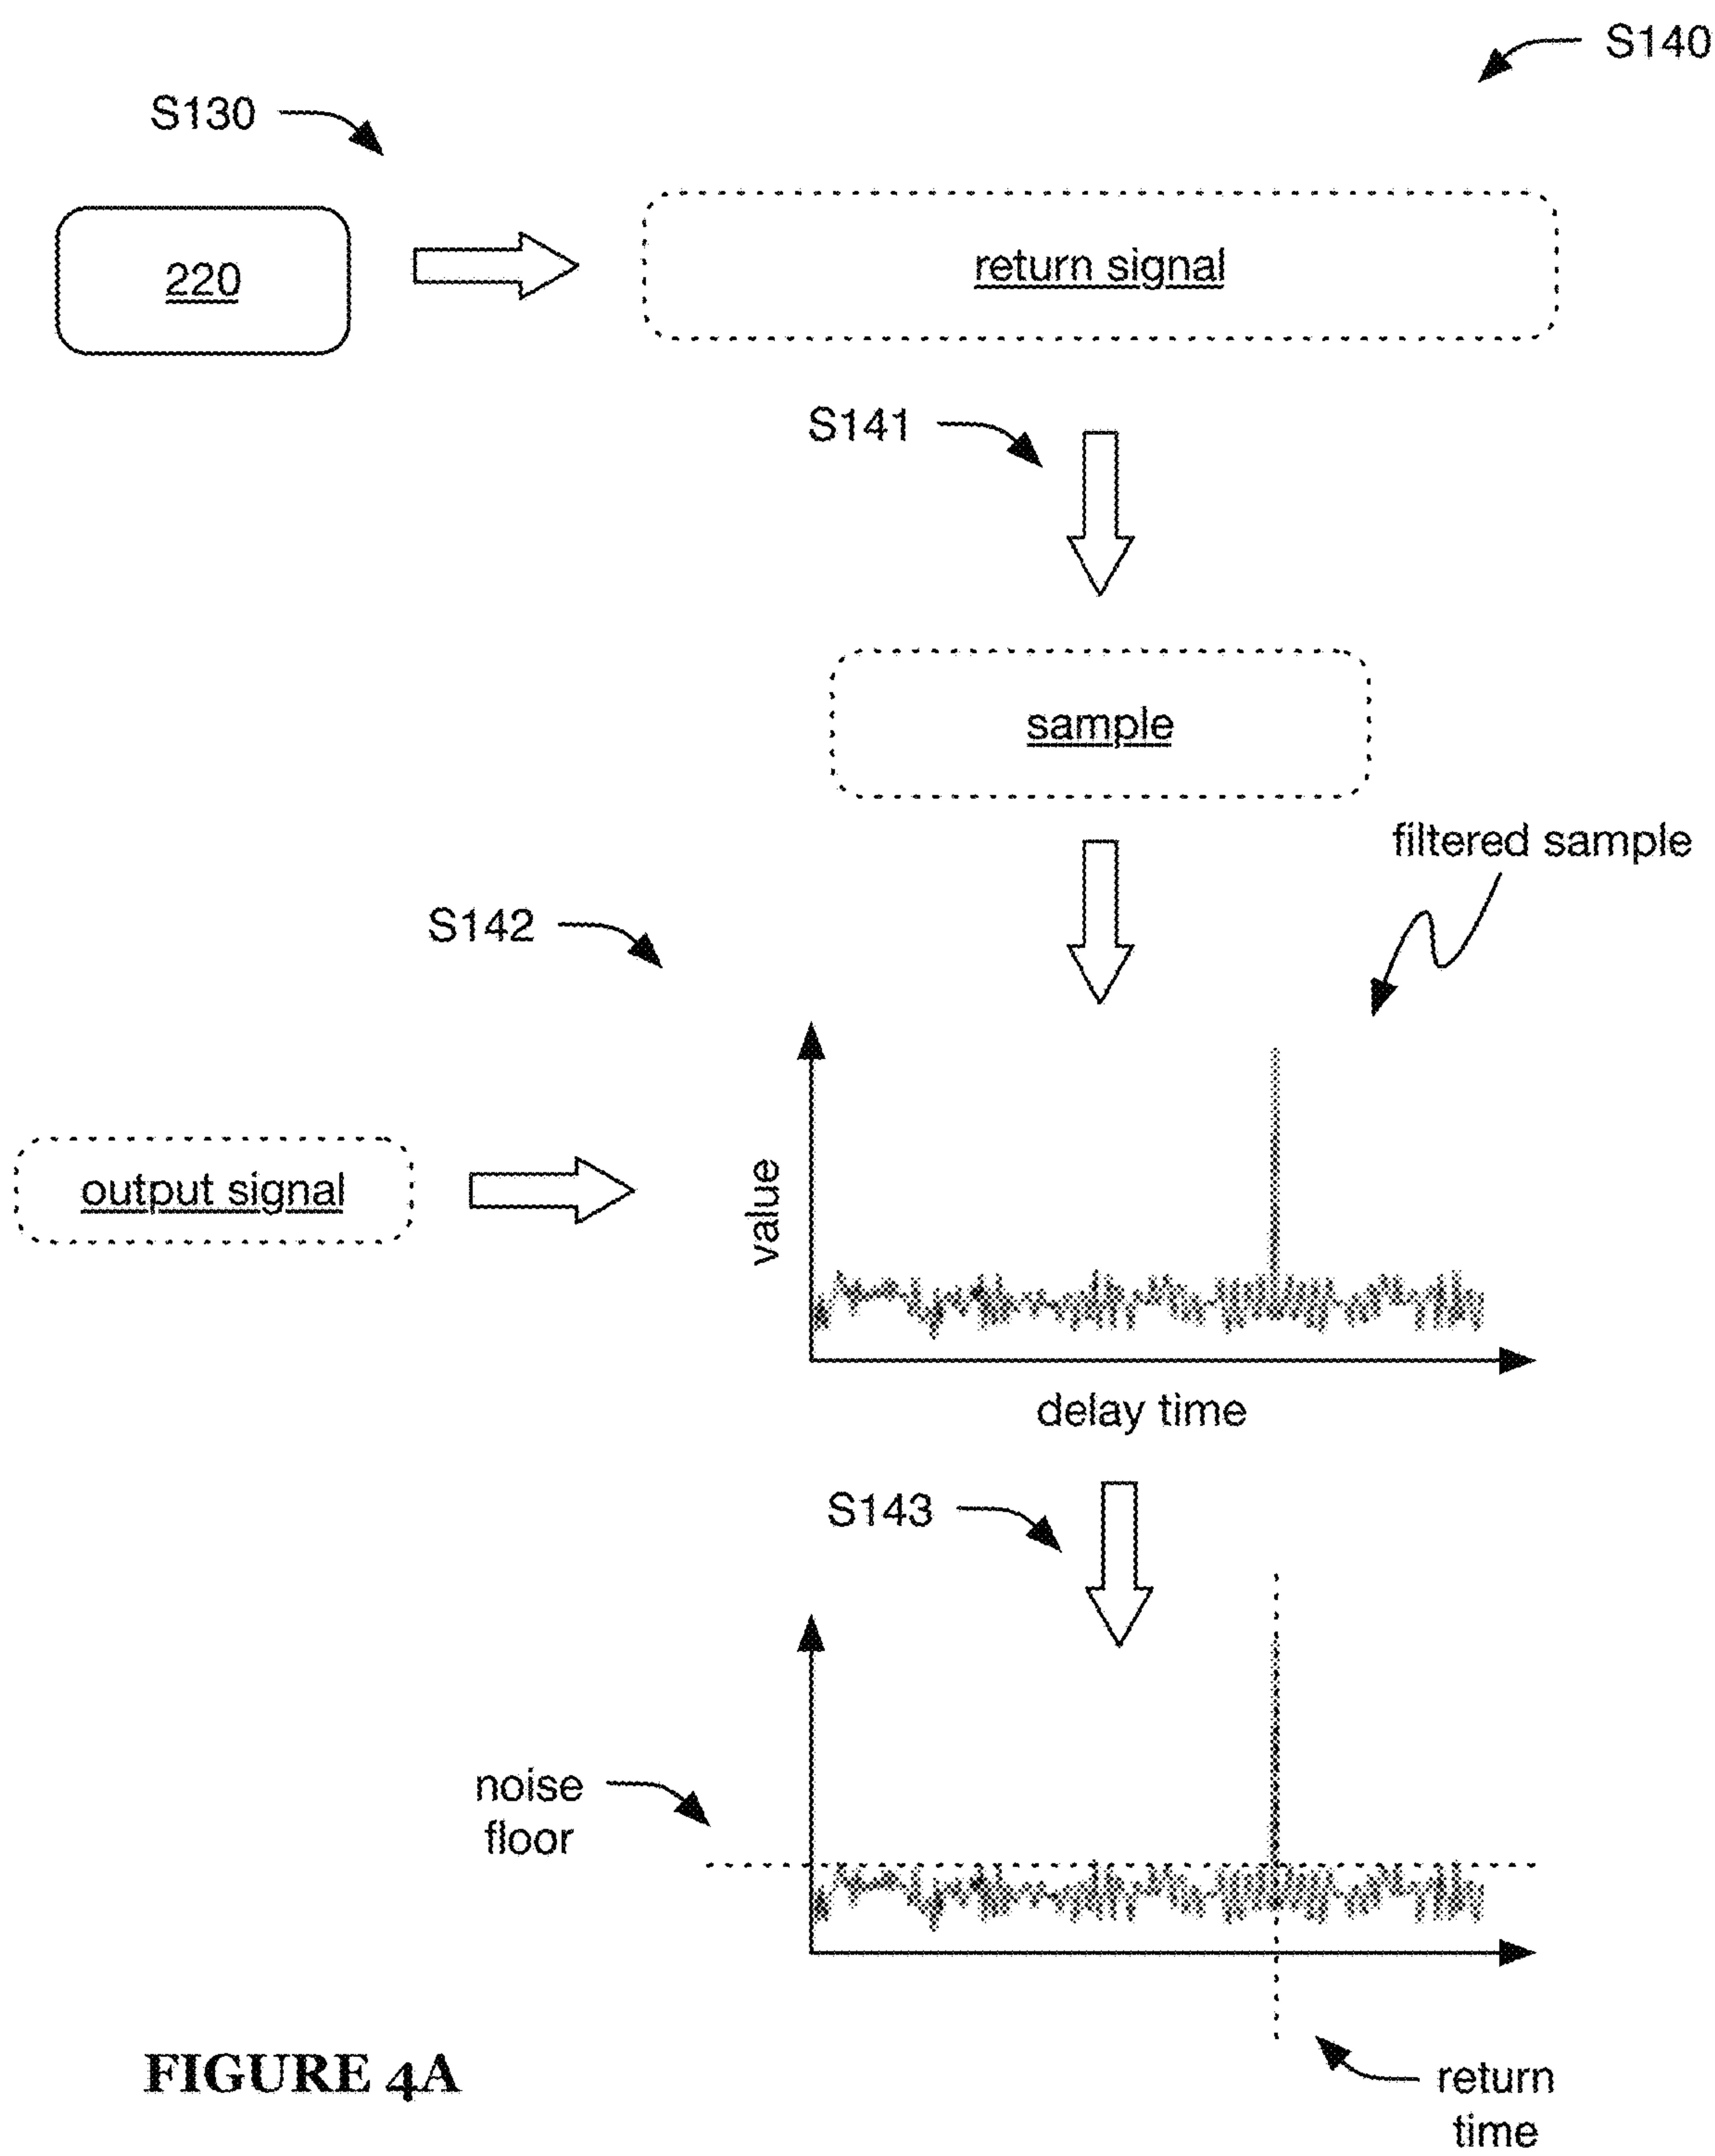 S140
S130
220
return signal
S141
sample
filtered sample
S142
output signal
value
delay time
S143
noise
floor
FIGURE 4A
return
time